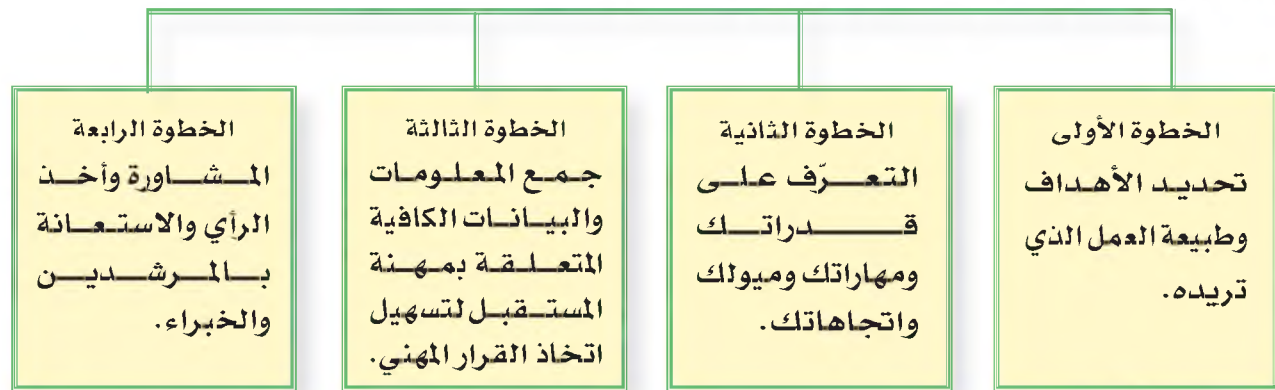 الخطوة الأولى
تحديد الأهداف
وطبيعة العمل الذي
تريده.
الخطوة الثانية
التعرّف على
قدراتك
ومهاراتك وميولك
واتجاهاتك.
الخطوة الثالثة
جمع المعلومات
والبيانات الكافية
المتعلقة بمهنة
المستقبل لتسهيل
اتخاذ القرار المهني.
الخطوة الرابعة
المشاورة وأخذ
الرأي والاستعانة
بالمرشدين
والخبراء.